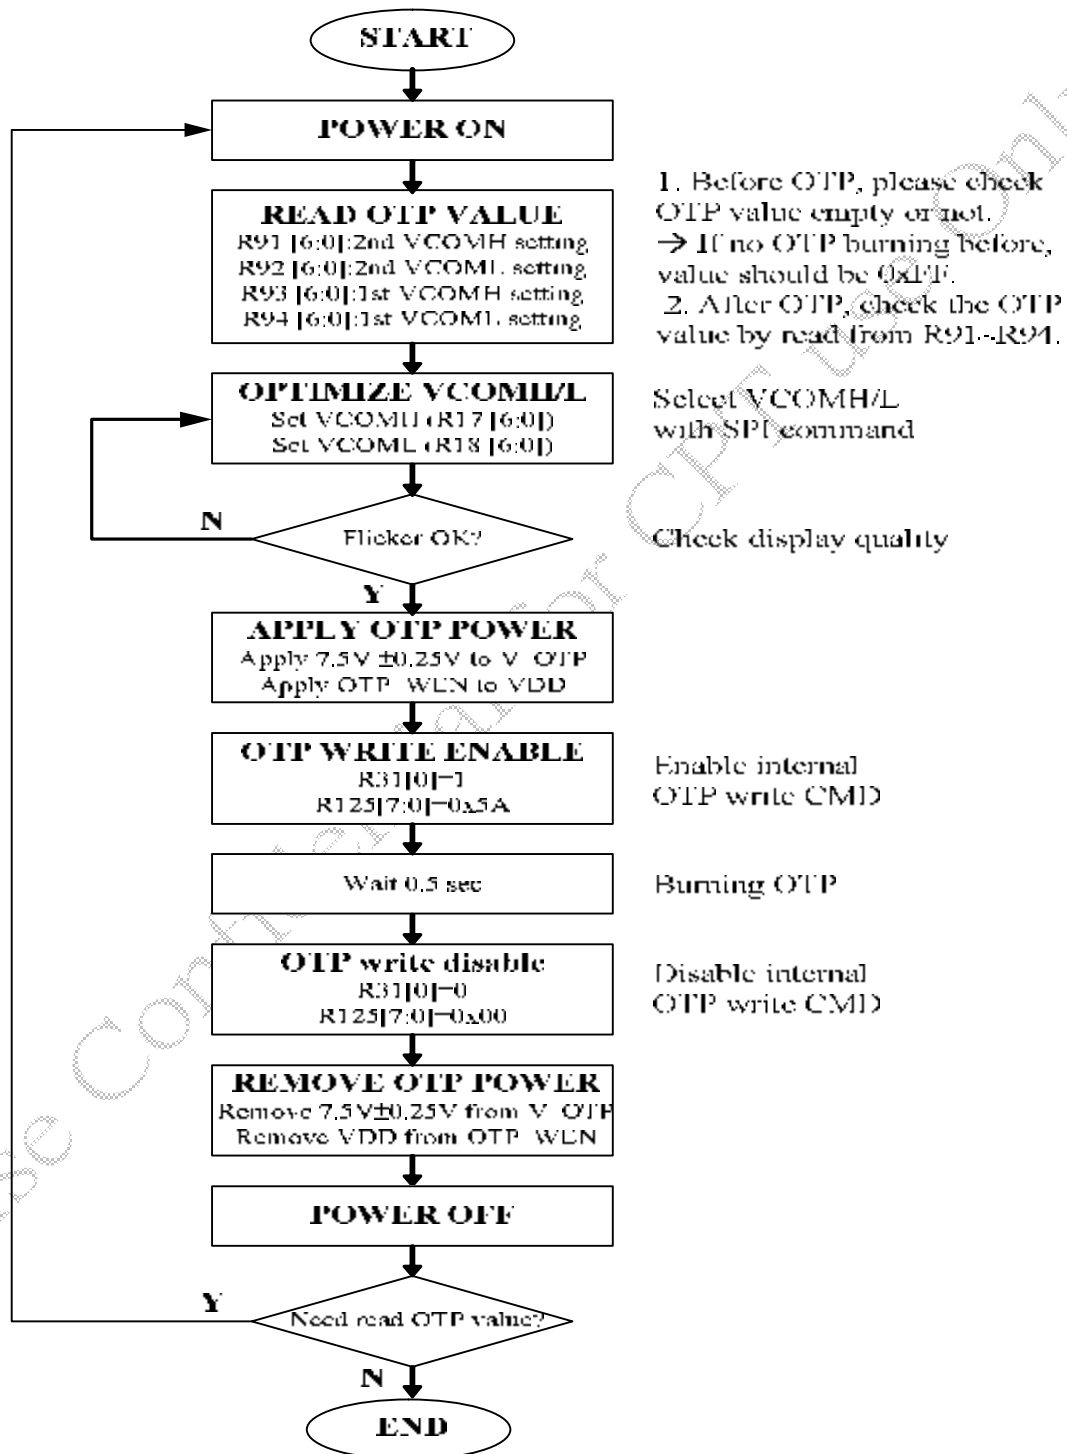 START
POWER ON
READ OTP VALUE
R91 [6:0]:2nd VCOMH setting
R92 [6:0]:2nd VCOML setting
R93 [6:0]:1st VCOMH setting
R94 [6:0]:1st VCOML setting
1. Before OTP, please check
OTP value empty or not.
→ If no OTP burning before,
value should be 0xFF.
2. After OTP, check the OTP
value by read from R91~R94.
OPTIMIZE VCOMH/L
Set VCOMH (R17 [6:0])
Set VCOML (R18 [6:0])
Select VCOMH/L
with SPI command
N
Flicker OK?
Check display quality
Y
APPLY OTP POWER
Apply 7.5V ±0.25V to V_OTP
Apply OTP_WEN to VDD
OTP WRITE ENABLE
R31[0]=1
R125[7:0]=0x5A
Enable internal
OTP write CMD
Wait 0.5 sec
Burning OTP
OTP write disable
R31[0]=0
R125[7:0]=0x00
Disable internal
OTP write CMD
REMOVE OTP POWER
Remove 7.5V±0.25V from V_OTP
Remove VDD from OTP_WEN
POWER OFF
Y
Need read OTP value?
N
END
for CPT use Only